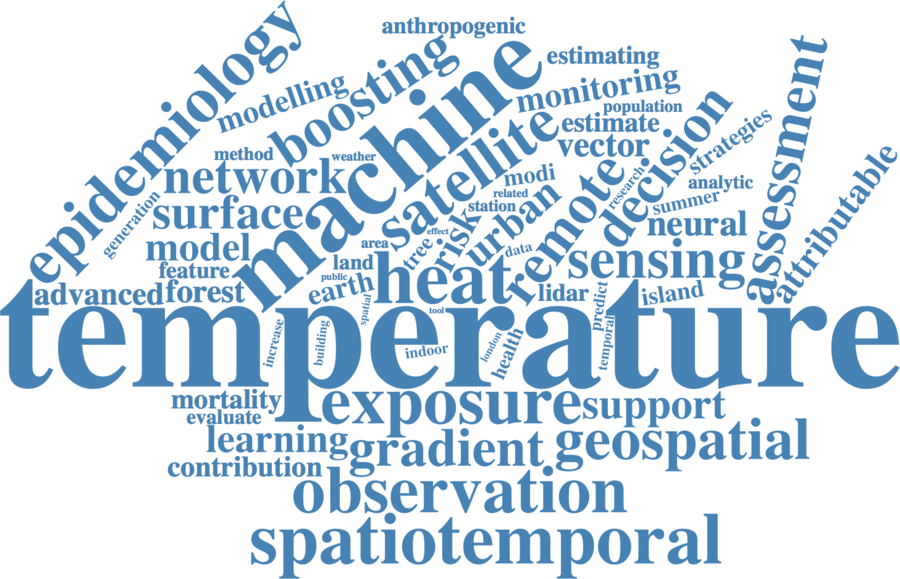 anthropogenic
estimating
epidemiology
modelling
boosting
machine
monitoring
population
assessment
method
weather
satellite
estimate
decision
strategies
network
vector
attributable
generation
surface
modi
related
station
research
analytic
summer
model
area
tree
effect
risk
urban
remote
neural
feature
land
data
sensing
public
advanced
forest
earth
heat
lidar
predict
island
spatial
tool
temperature
increase
building
indoor
london
health
temporal
mortality
exposure
support
evaluate
learning
gradient
geospatial
contribution
observation
spatiotemporal